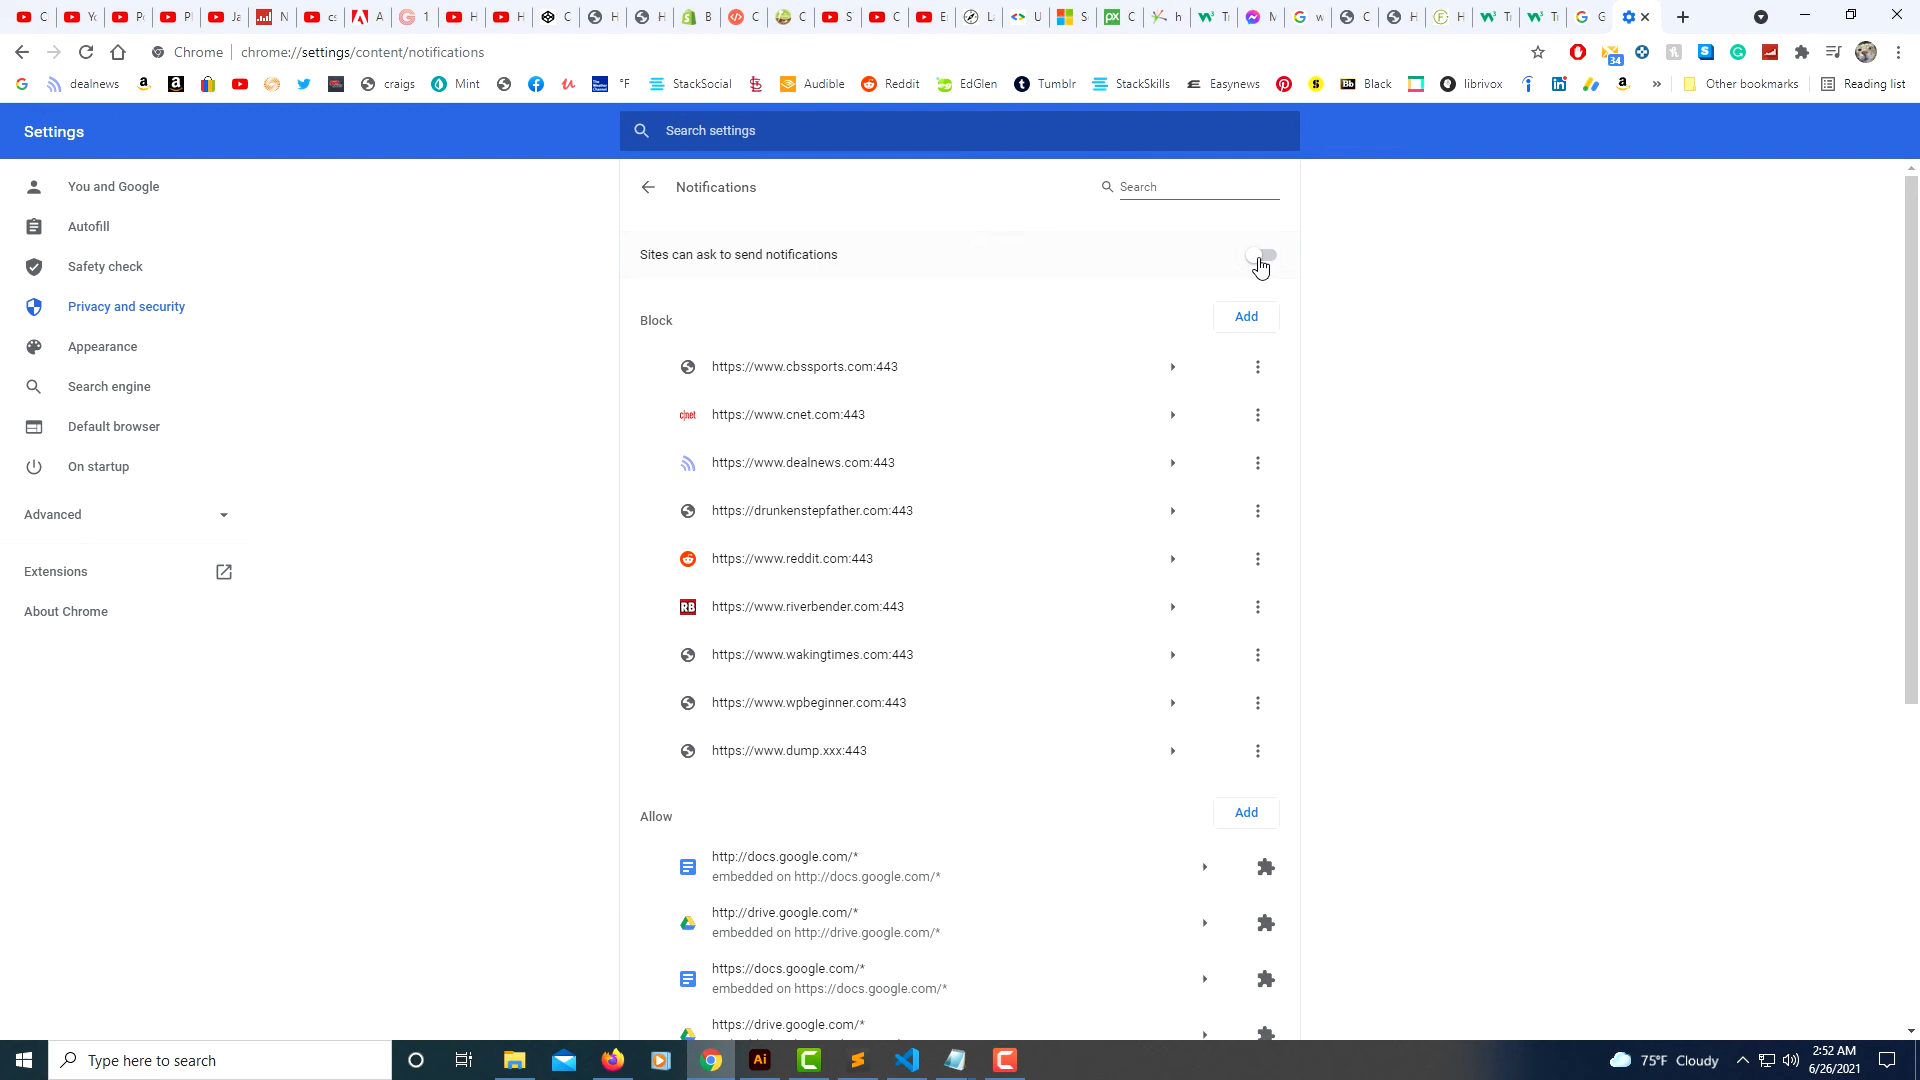 Chrome chrome://settings/content/notifications
34
dealnews craigs Mint °F StackSocial Audible Reddit EdGlen Tumblr StackSkills Easynews Black librivox » Other bookmarks Reading list
Settings
Search settings
You and Google
Autofill
Safety check
Privacy and security
Appearance
Search engine
Default browser
On startup
Advanced
Extensions
About Chrome
Notifications
Search
Sites can ask to send notifications
Block
Add
https://www.cbssports.com:443
https://www.cnet.com:443
https://www.dealnews.com:443
https://drunkenstepfather.com:443
https://www.reddit.com:443
https://www.riverbender.com:443
https://www.wakingtimes.com:443
https://www.wpbeginner.com:443
https://www.dump.xxx:443
Allow
Add
http://docs.google.com/*
embedded on http://docs.google.com/*
http://drive.google.com/*
embedded on http://drive.google.com/*
https://docs.google.com/*
embedded on https://docs.google.com/*
https://drive.google.com/*
Type here to search
75°F Cloudy
2:52 AM
6/26/2021